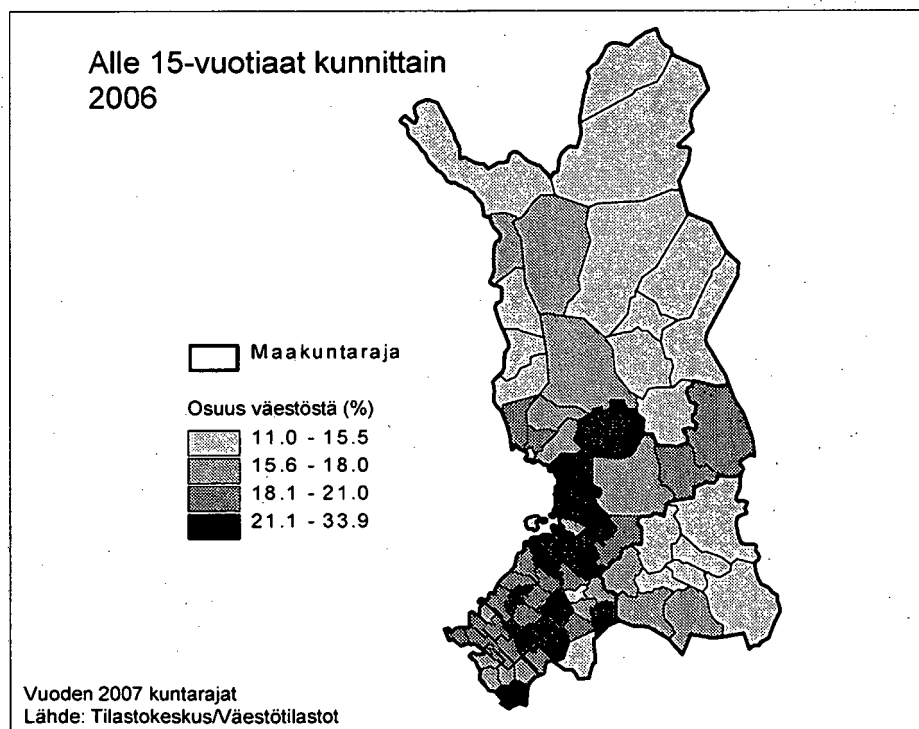 Alle 15-vuotiaat kunnittain
2006
Maakuntaraja
Osuus väestöstä (%)
11.0 - 15.5
15.6 - 18.0
18.1 - 21.0
21.1 - 33.9
Vuoden 2007 kuntarajat
Lähde: Tilastokeskus/Väestötilastot